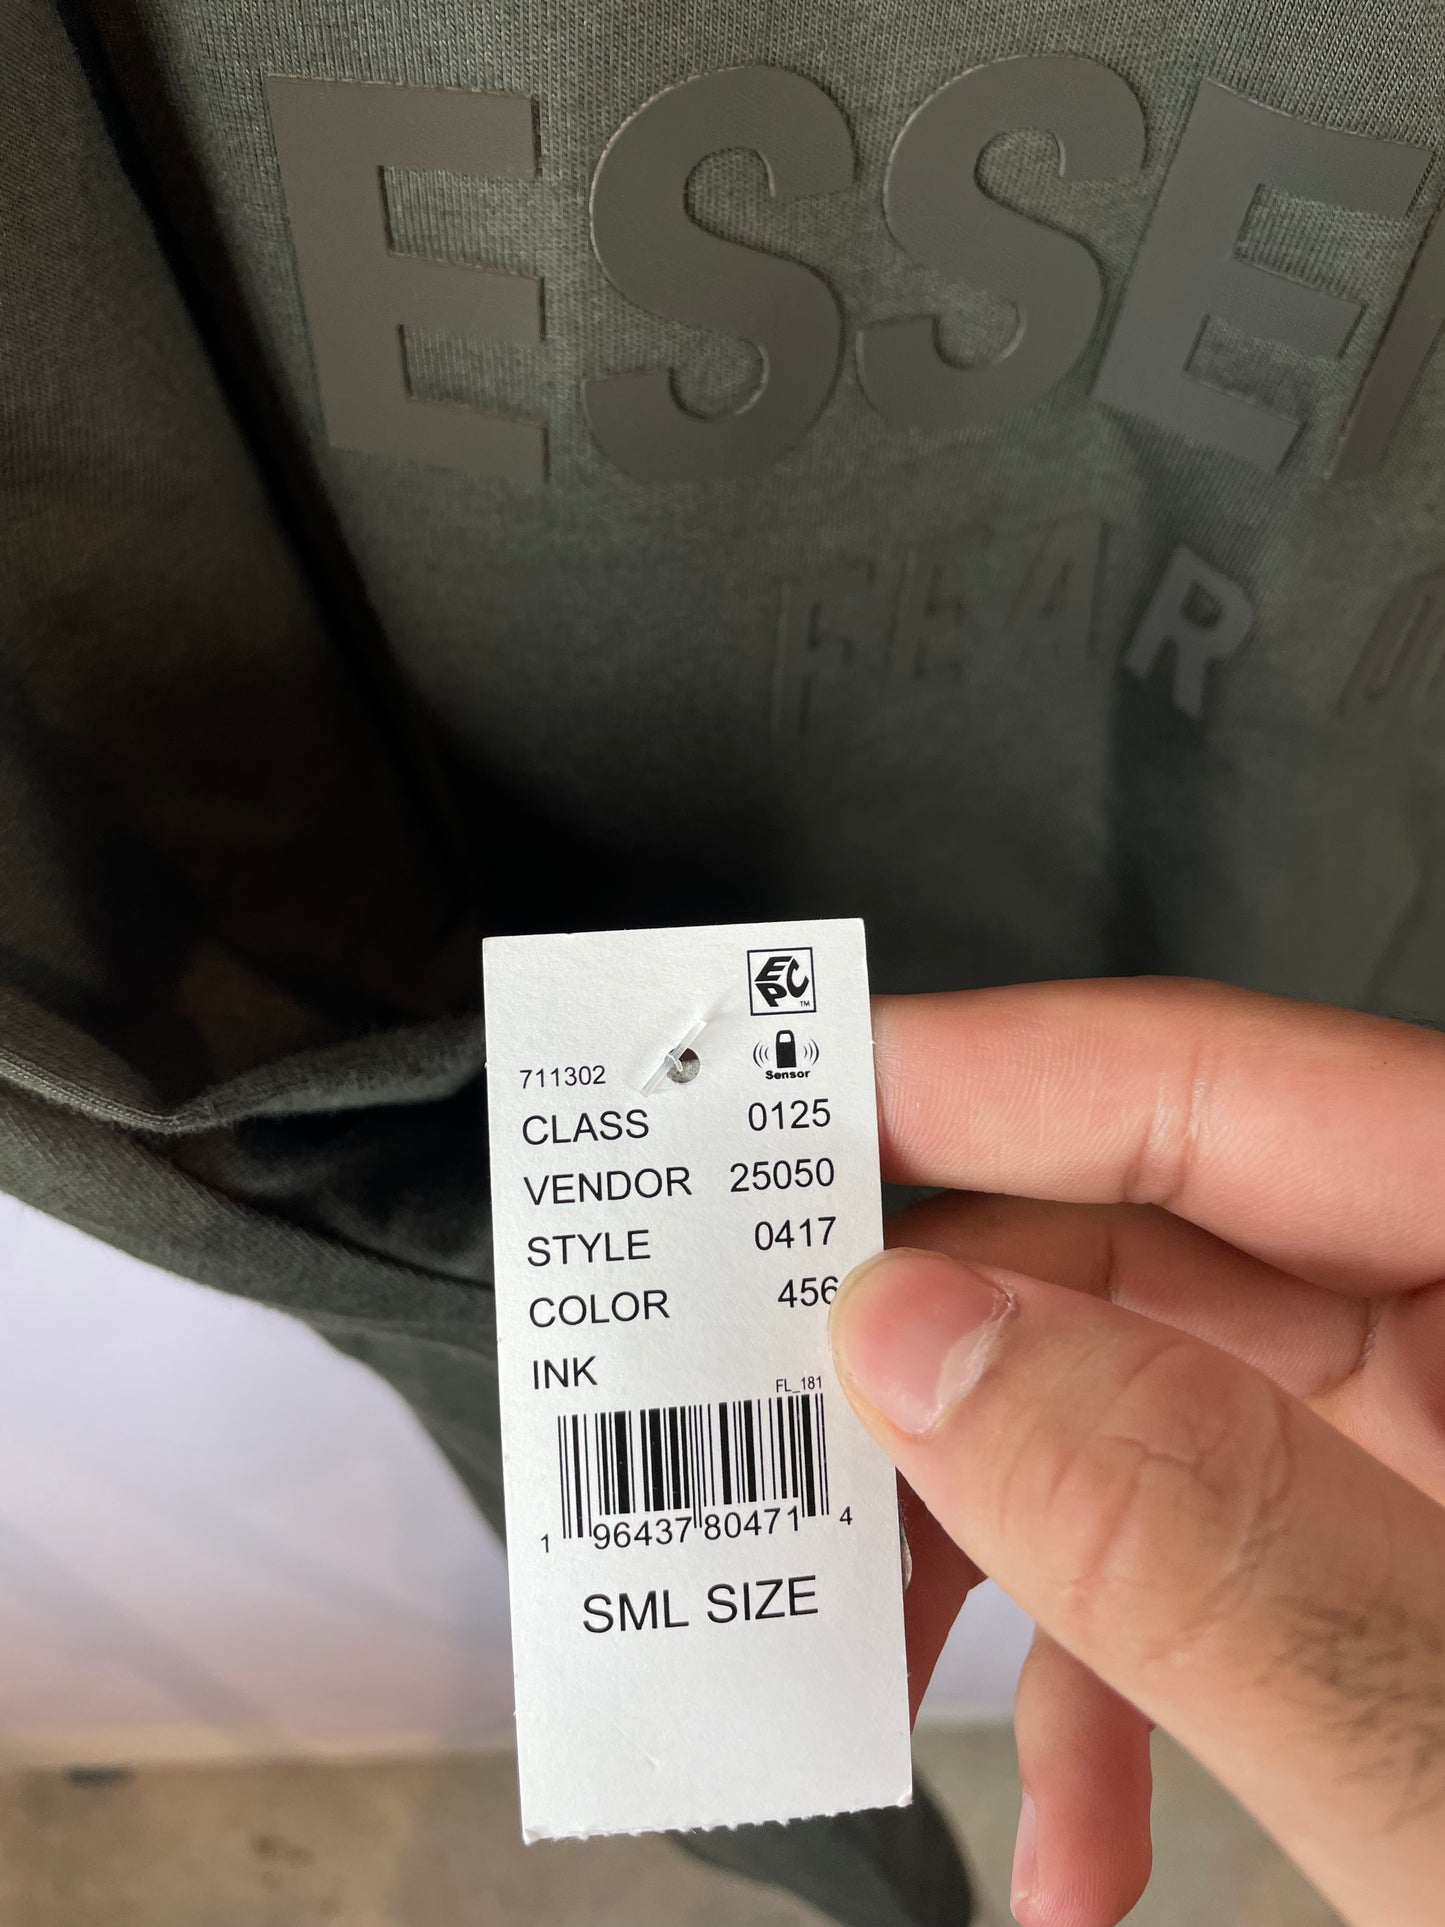 ESSE
FEAR O
EPC™
Sensor
711302
CLASS 0125
VENDOR 25050
STYLE 0417
COLOR 456
INK
FL_181
1 96437 80471 4
SML SIZE